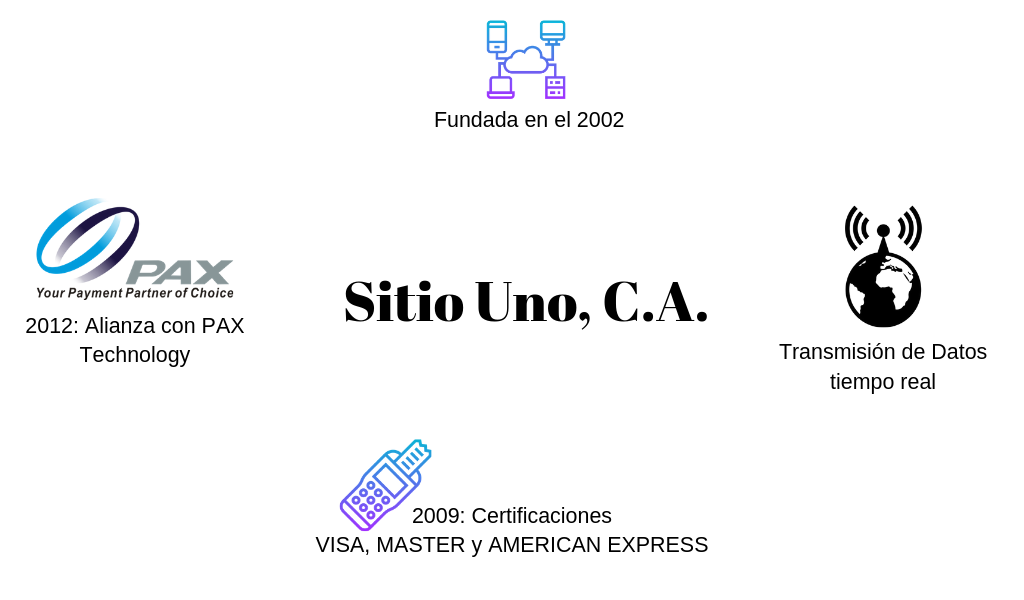 Fundada en el 2002
PAX
Your Payment Partner of Choice
2012: Alianza con PAX
Technology
Sitio Uno, C.A.
Transmisión de Datos
tiempo real
2009: Certificaciones
VISA, MASTER y AMERICAN EXPRESS